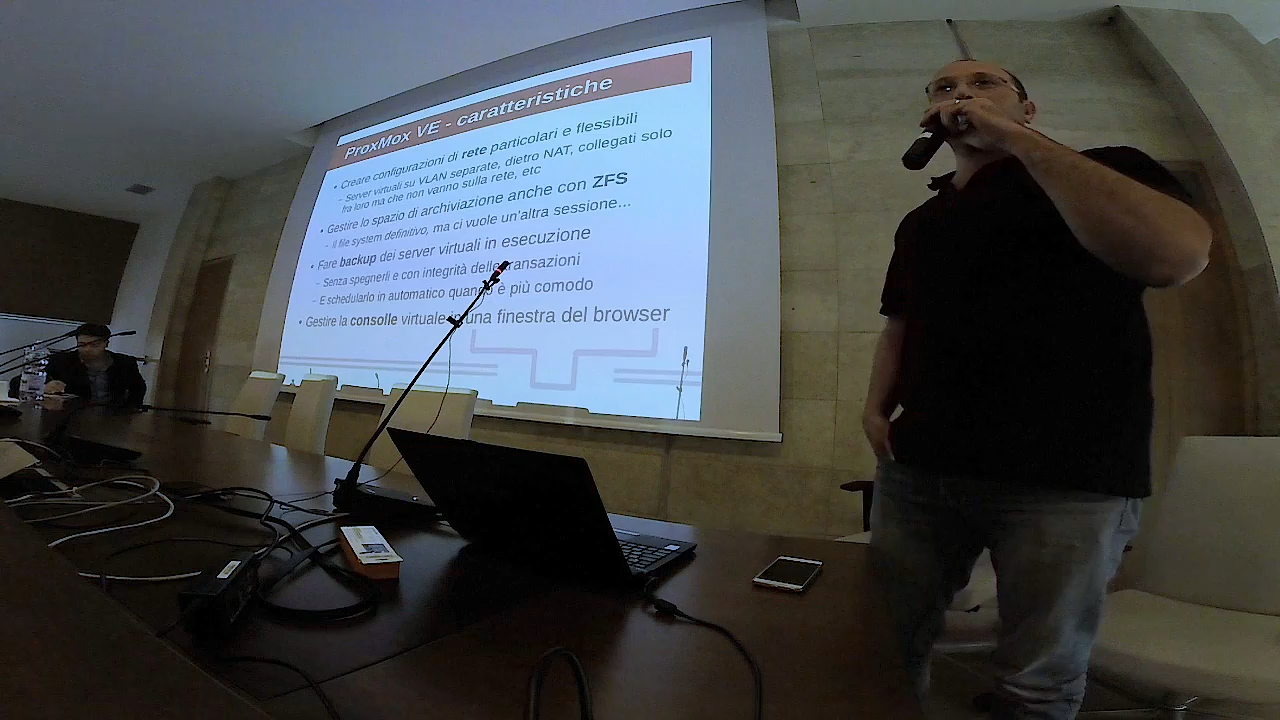 ProxMox VE - caratteristiche
• Creare configurazioni di rete particolari e flessibili
– Server virtuali su VLAN separate, dietro NAT, collegati solo
fra loro ma che non vanno sulla rete, etc
• Gestire lo spazio di archiviazione anche con ZFS
– Il file system definitivo, ma ci vuole un'altra sessione...
• Fare backup dei server virtuali in esecuzione
– Senza spegnerli e con integrità delle transazioni
– E schedularlo in automatico quando è più comodo
• Gestire la consolle virtuale una finestra del browser